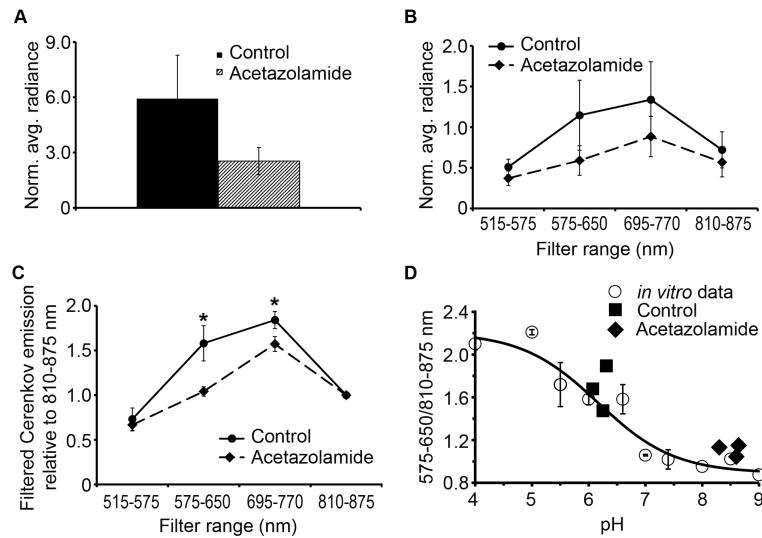 A
Norm. avg. radiance
9.0
6.0
3.0
0
Control
Acetazolamide
B
Norm. avg. radiance
2.0
1.5
1.0
0.5
0
Control
Acetazolamide
515-575 575-650 695-770 810-875
Filter range (nm)
C
Filtered Cerenkov emission
relative to 810-875 nm
2.0
1.5
1.0
0.5
0
* *
Control
Acetazolamide
515-575 575-650 695-770 810-875
Filter range (nm)
D
in vitro data
Control
Acetazolamide
575-650/810-875 nm
2.4
2.0
1.6
1.2
0.8
4 5 6 7 8 9
pH